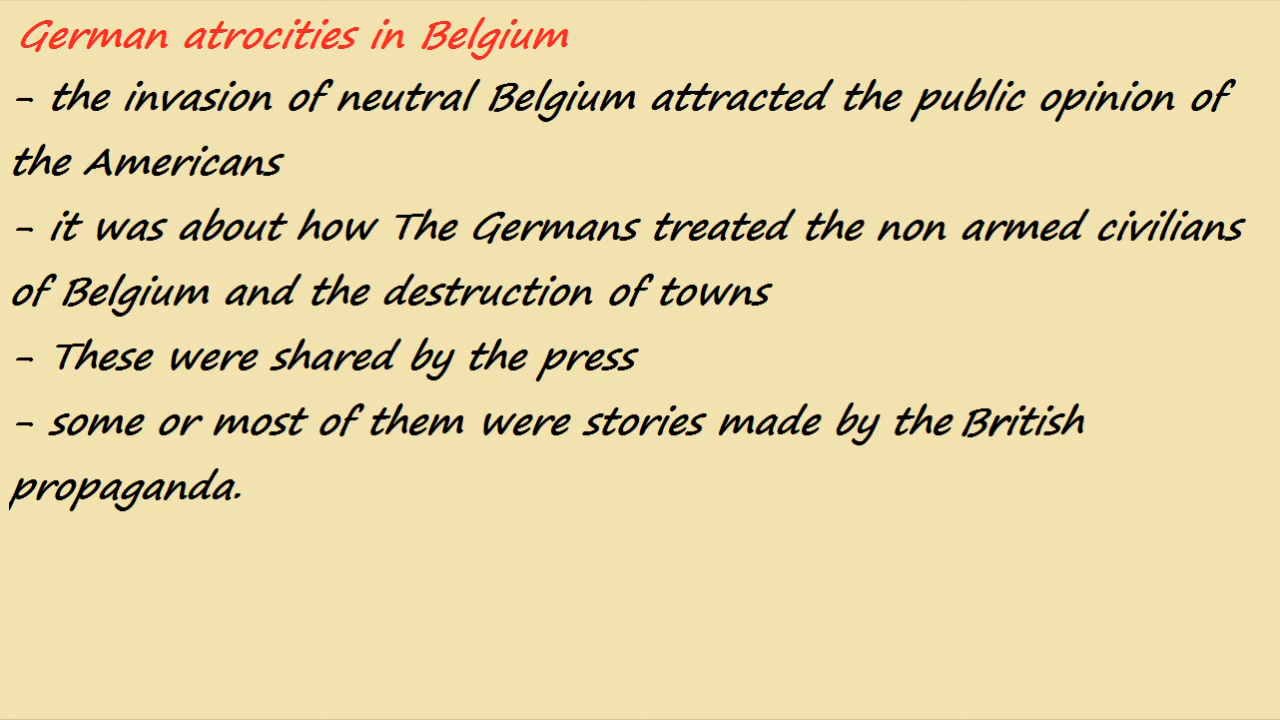 German atrocities in Belgium
- the invasion of neutral Belgium attracted the public opinion of
the Americans
- it was about how The Germans treated the non armed civilians
of Belgium and the destruction of towns
- These were shared by the press
- some or most of them were stories made by the British
propaganda.